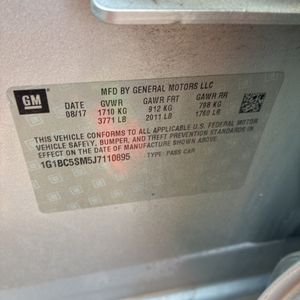 GM
MFD BY GENERAL MOTORS LLC
DATE GVWR GAWR FRT GAWR RR
08/17 1710 KG 912 KG 798 KG
3771 LB 2011 LB 1760 LB
THIS VEHICLE CONFORMS TO ALL APPLICABLE U.S. FEDERAL MOTOR
VEHICLE SAFETY, BUMPER, AND THEFT PREVENTION STANDARDS
IN EFFECT ON THE DATE OF MANUFACTURE SHOWN ABOVE.
1G1BC5SM5J7110895 TYPE: PASS CAR